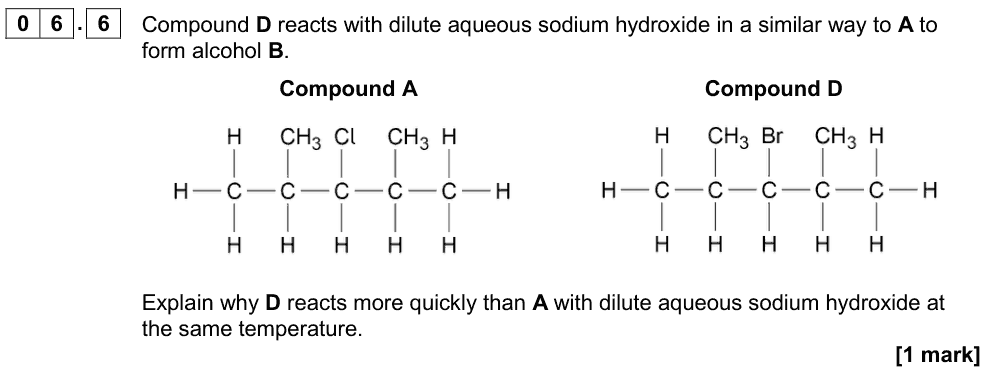 0 6 . 6 Compound D reacts with dilute aqueous sodium hydroxide in a similar way to A to
form alcohol B.
Compound A Compound D
H CH3 Cl CH3 H H CH3 Br CH3 H
H C C C C C H H C C C C C H
H H H H H H H H H H
Explain why D reacts more quickly than A with dilute aqueous sodium hydroxide at
the same temperature.
[1 mark]